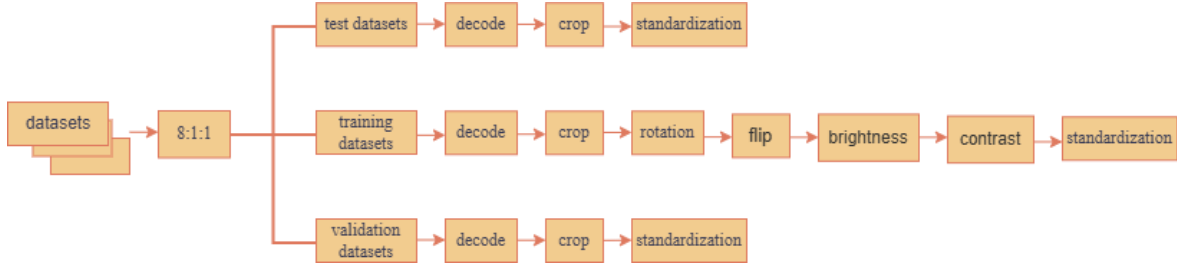 datasets
8:1:1
test datasets
decode
crop
standardization
training
datasets
decode
crop
rotation
flip
brightness
contrast
standardization
validation
datasets
decode
crop
standardization